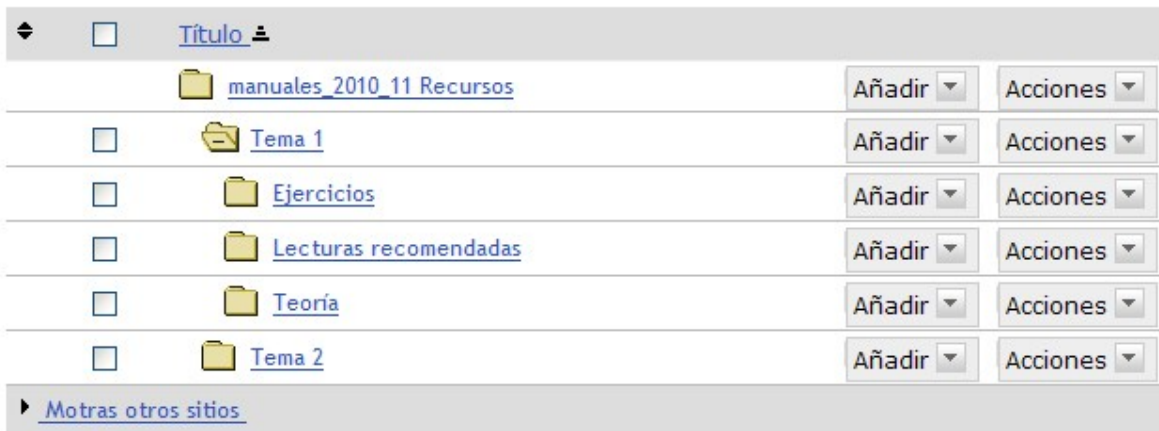 Título
manuales_2010_11 Recursos Añadir Acciones
Tema 1 Añadir Acciones
Ejercicios Añadir Acciones
Lecturas recomendadas Añadir Acciones
Teoría Añadir Acciones
Tema 2 Añadir Acciones
Motras otros sitios